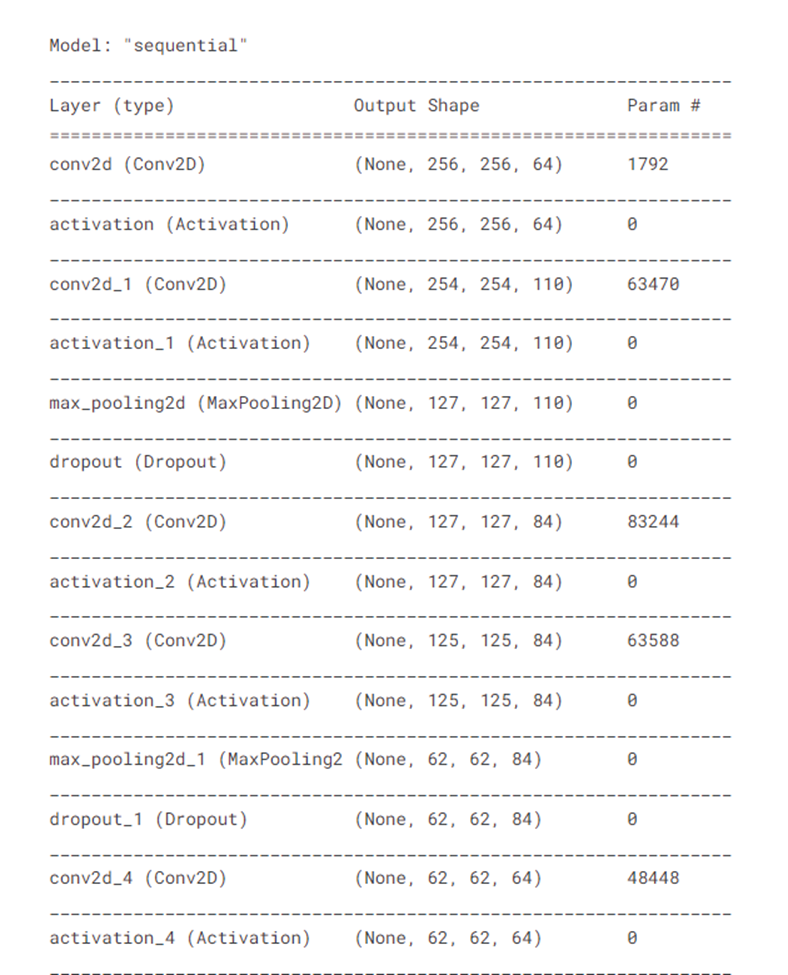 Model: "sequential"
_________________________________________________________________
Layer (type)                 Output Shape              Param #
=================================================================
conv2d (Conv2D)              (None, 256, 256, 64)      1792
_________________________________________________________________
activation (Activation)      (None, 256, 256, 64)      0
_________________________________________________________________
conv2d_1 (Conv2D)            (None, 254, 254, 110)     63470
_________________________________________________________________
activation_1 (Activation)    (None, 254, 254, 110)     0
_________________________________________________________________
max_pooling2d (MaxPooling2D) (None, 127, 127, 110)     0
_________________________________________________________________
dropout (Dropout)            (None, 127, 127, 110)     0
_________________________________________________________________
conv2d_2 (Conv2D)            (None, 127, 127, 84)      83244
_________________________________________________________________
activation_2 (Activation)    (None, 127, 127, 84)      0
_________________________________________________________________
conv2d_3 (Conv2D)            (None, 125, 125, 84)      63588
_________________________________________________________________
activation_3 (Activation)    (None, 125, 125, 84)      0
_________________________________________________________________
max_pooling2d_1 (MaxPooling2 (None, 62, 62, 84)        0
_________________________________________________________________
dropout_1 (Dropout)          (None, 62, 62, 84)        0
_________________________________________________________________
conv2d_4 (Conv2D)            (None, 62, 62, 64)        48448
_________________________________________________________________
activation_4 (Activation)    (None, 62, 62, 64)        0
_________________________________________________________________